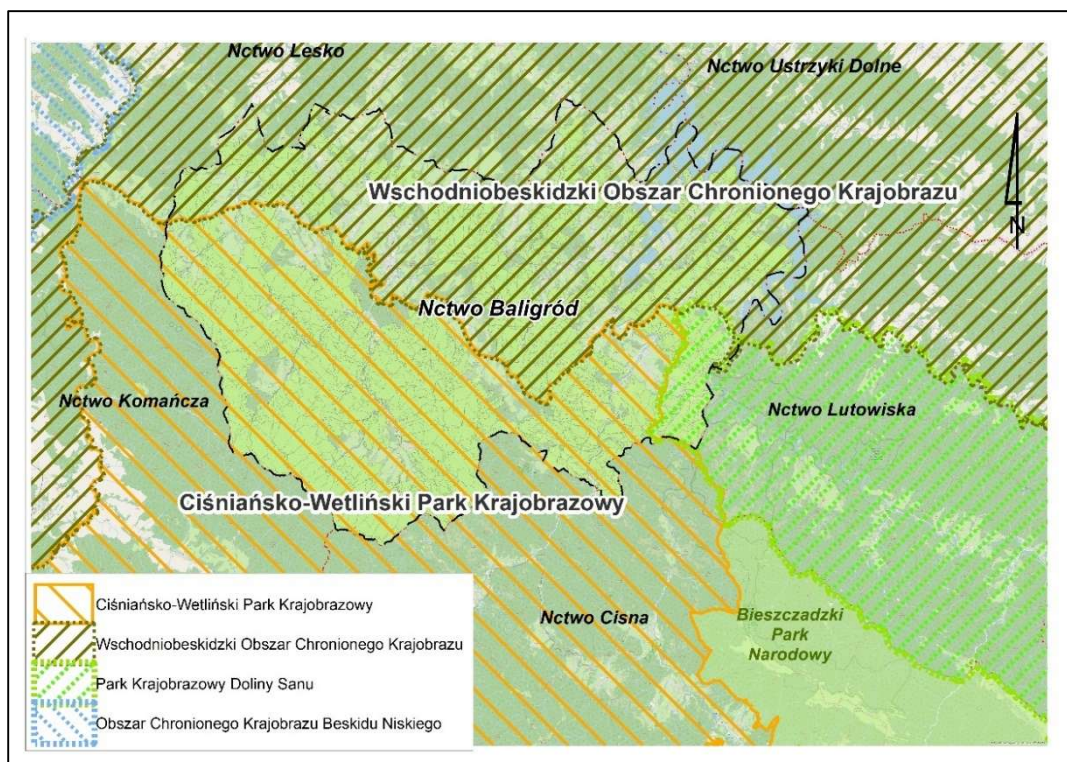 Nctwo Lesko
Nctwo Ustrzyki Dolne
N
Wschodniobeskidzki Obszar Chronionego Krajobrazu
Nctwo Baligród
Nctwo Komańcza
Nctwo Lutowiska
Ciśniańsko-Wetliński Park Krajobrazowy
Nctwo Cisna
Bieszczadzki
Park
Narodowy
Ciśniańsko-Wetliński Park Krajobrazowy
Wschodniobeskidzki Obszar Chronionego Krajobrazu
Park Krajobrazowy Doliny Sanu
Obszar Chronionego Krajobrazu Beskidu Niskiego